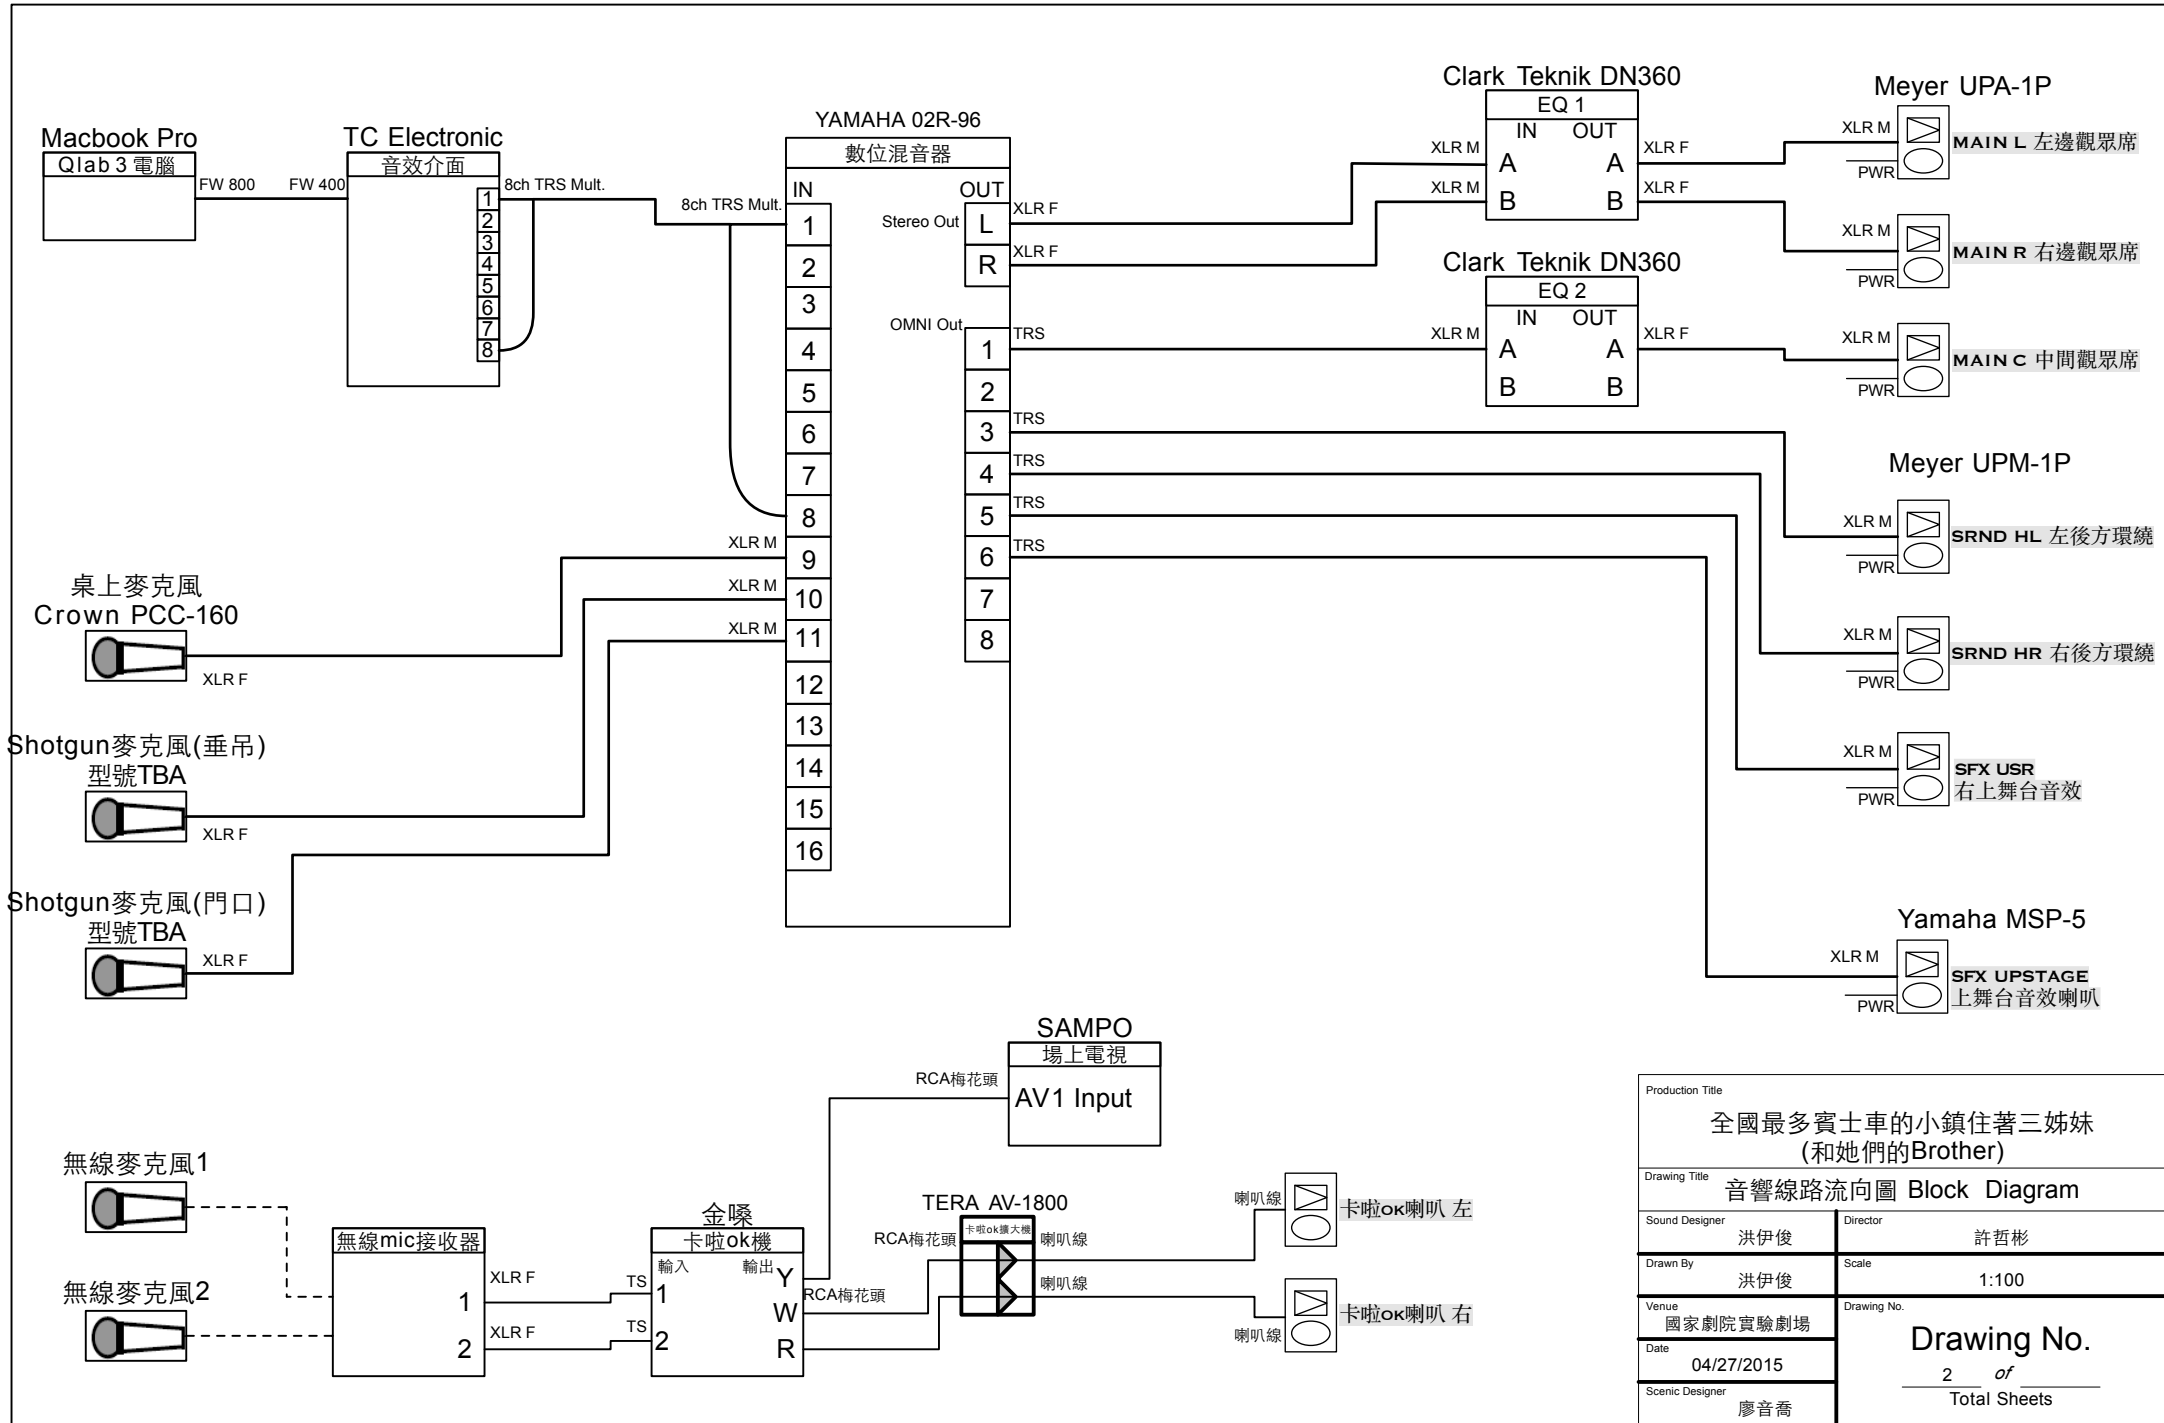 Macbook Pro
Qlab 3 電腦
FW 800
FW 400
TC Electronic
音效介面
1
2
3
4
5
6
7
8
8ch TRS Mult.
8ch TRS Mult.
YAMAHA 02R-96
數位混音器
IN
OUT
1
2
3
4
5
6
7
8
9
10
11
12
13
14
15
16
Stereo Out
L
R
XLR F
XLR F
OMNI Out
1
2
3
4
5
6
7
8
TRS
TRS
TRS
TRS
TRS
XLR M
XLR M
XLR M
Clark Teknik DN360
EQ 1
IN OUT
XLR M
A A
XLR F
XLR M
B B
XLR F
Clark Teknik DN360
EQ 2
IN OUT
XLR M
A A
XLR F
B B
Meyer UPA-1P
XLR M
MAIN L 左邊觀眾席
PWR
XLR M
MAIN R 右邊觀眾席
PWR
XLR M
MAIN C 中間觀眾席
PWR
Meyer UPM-1P
XLR M
SRND HL 左後方環繞
PWR
XLR M
SRND HR 右後方環繞
PWR
XLR M
SFX USR
右上舞台音效
PWR
Yamaha MSP-5
XLR M
SFX UPSTAGE
上舞台音效喇叭
PWR
桌上麥克風
Crown PCC-160
XLR F
Shotgun麥克風(垂吊)
型號TBA
XLR F
Shotgun麥克風(門口)
型號TBA
XLR F
SAMPO
場上電視
RCA梅花頭
AV1 Input
無線麥克風1
無線麥克風2
無線mic接收器
1
2
XLR F
XLR F
TS
TS
金嗓
卡啦ok機
輸入
輸出
1
2
Y
W
R
RCA梅花頭
RCA梅花頭
TERA AV-1800
卡啦ok擴大機
喇叭線
喇叭線
喇叭線
卡啦OK喇叭 左
喇叭線
卡啦OK喇叭 右
Production Title
全國最多賓士車的小鎮住著三姊妹
(和她們的Brother)
Drawing Title
音響線路流向圖 Block Diagram
Sound Designer
洪伊俊
Director
許哲彬
Drawn By
洪伊俊
Scale
1:100
Venue
國家劇院實驗劇場
Drawing No.
Drawing No.
2 of
Total Sheets
Date
04/27/2015
Scenic Designer
廖音喬